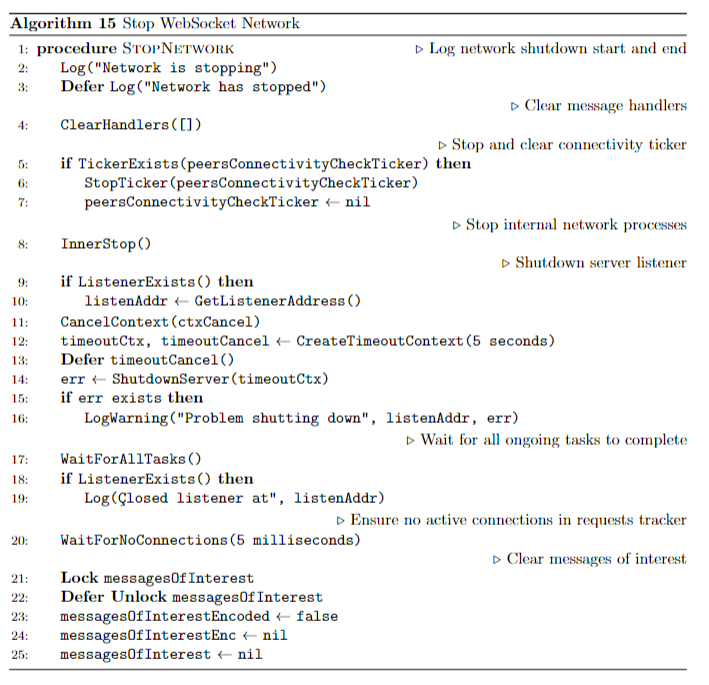 Algorithm 15 Stop WebSocket Network
1: procedure StopNetwork ▷ Log network shutdown start and end
2: Log("Network is stopping")
3: Defer Log("Network has stopped")
▷ Clear message handlers
4: ClearHandlers([])
▷ Stop and clear connectivity ticker
5: if TickerExists(peersConnectivityCheckTicker) then
6: StopTicker(peersConnectivityCheckTicker)
7: peersConnectivityCheckTicker ← nil
▷ Stop internal network processes
8: InnerStop()
▷ Shutdown server listener
9: if ListenerExists() then
10: listenAddr ← GetListenerAddress()
11: CancelContext(ctxCancel)
12: timeoutCtx, timeoutCancel ← CreateTimeoutContext(5 seconds)
13: Defer timeoutCancel()
14: err ← ShutdownServer(timeoutCtx)
15: if err exists then
16: LogWarning("Problem shutting down", listenAddr, err)
▷ Wait for all ongoing tasks to complete
17: WaitForAllTasks()
18: if ListenerExists() then
19: Log(Çlosed listener at", listenAddr)
▷ Ensure no active connections in requests tracker
20: WaitForNoConnections(5 milliseconds)
▷ Clear messages of interest
21: Lock messagesOfInterest
22: Defer Unlock messagesOfInterest
23: messagesOfInterestEncoded ← false
24: messagesOfInterestEnc ← nil
25: messagesOfInterest ← nil